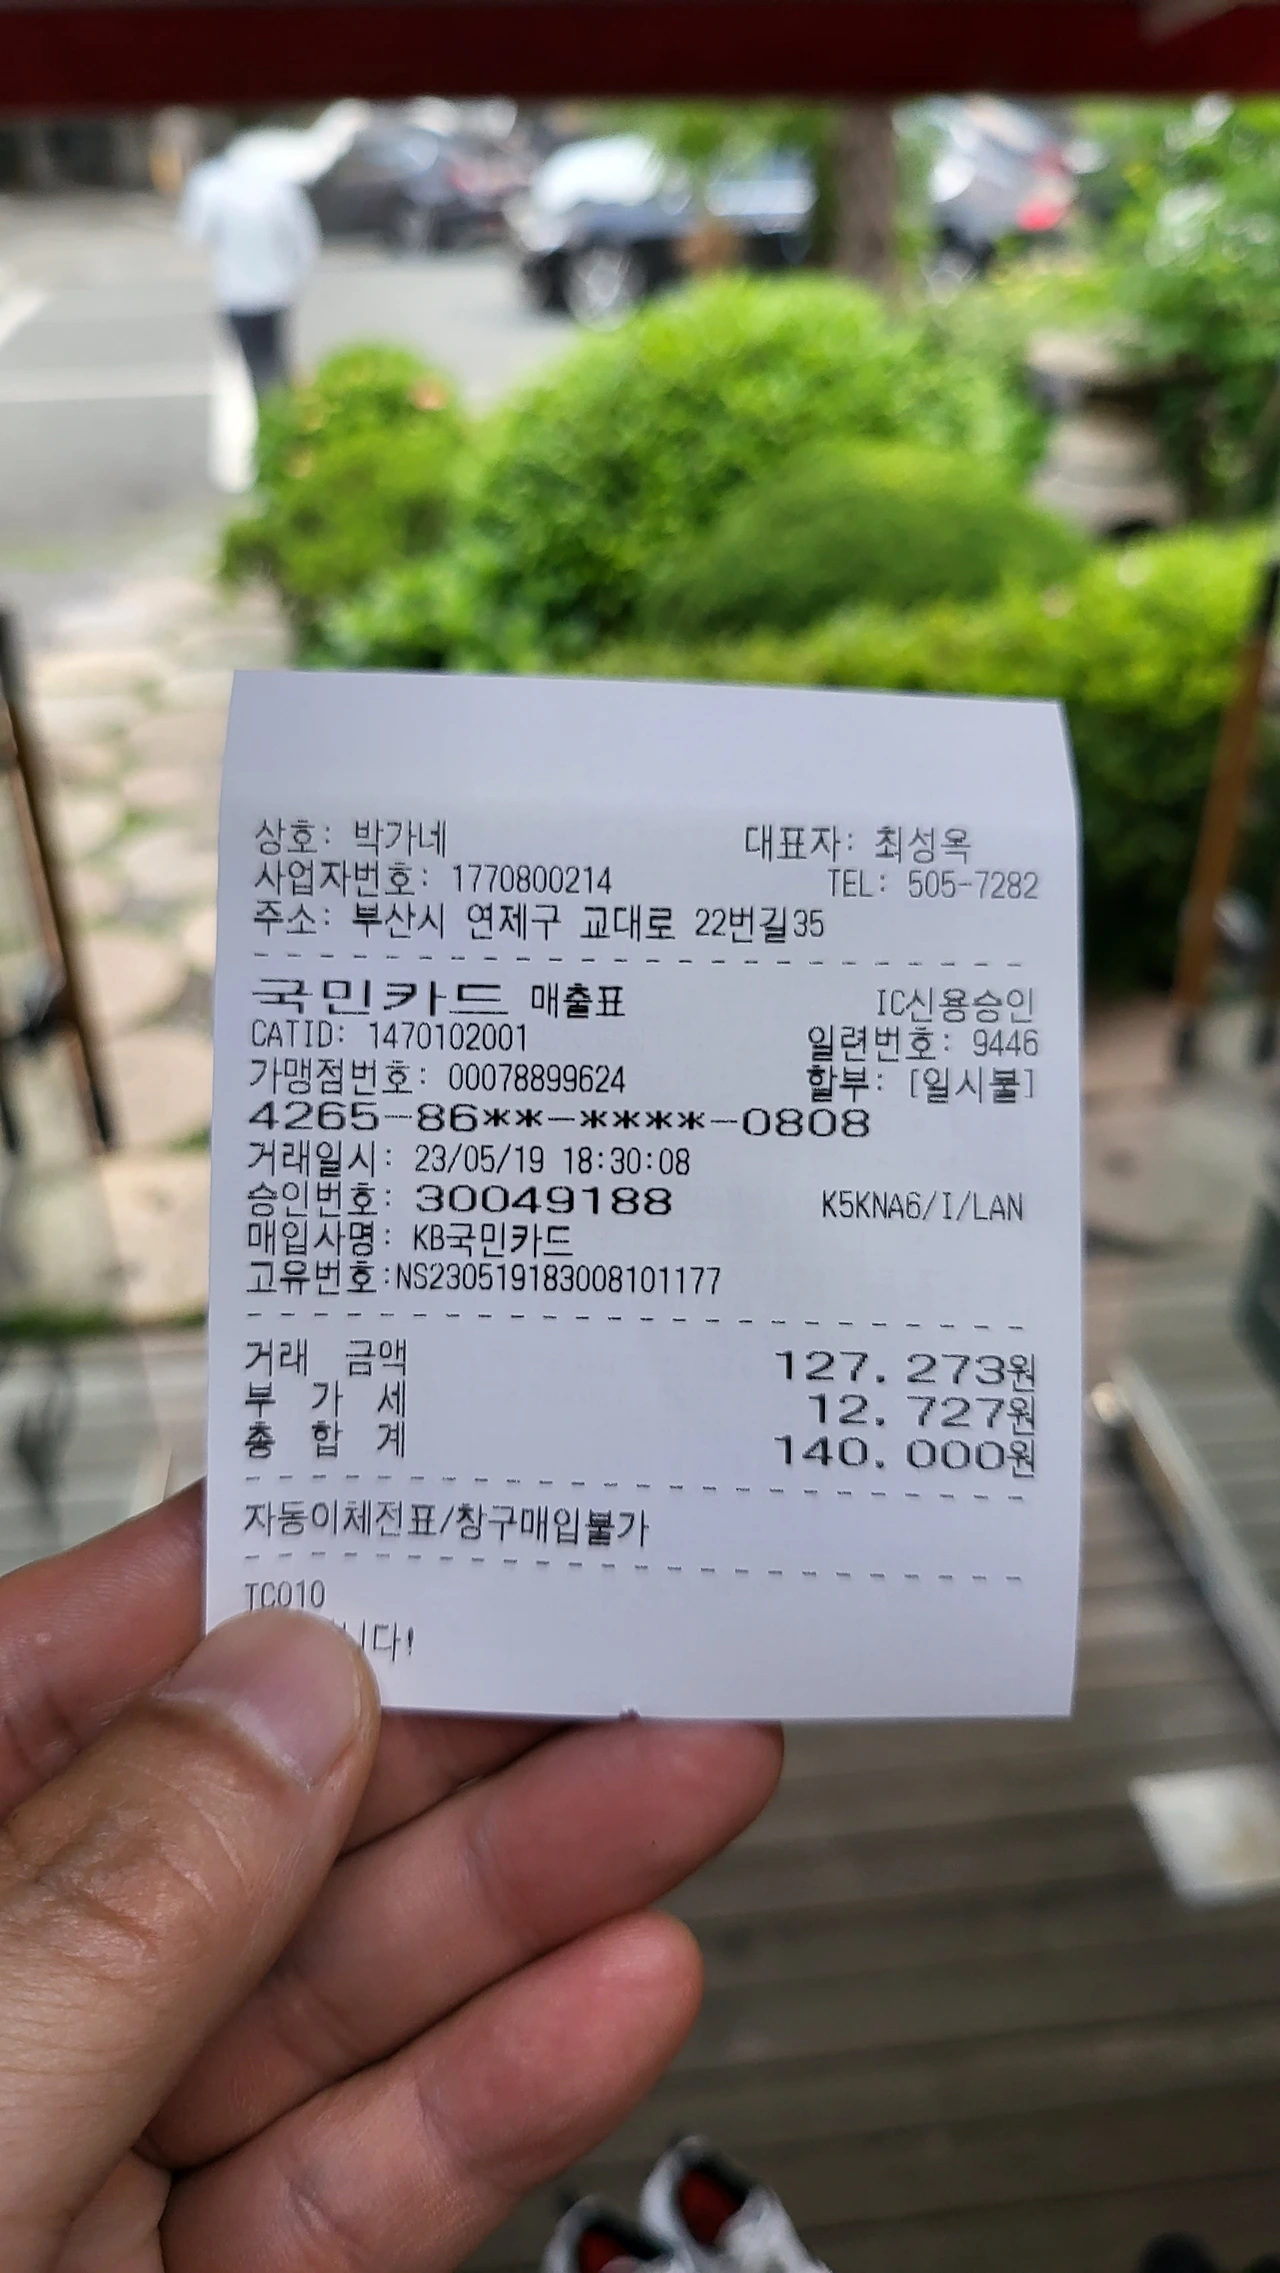 상호: 박가네 대표자: 최성옥
사업자번호: 1770800214 TEL: 505-7282
주소: 부산시 연제구 교대로 22번길35
국민카드 매출표 IC신용승인
CATID: 1470102001 일련번호: 9446
가맹점번호: 00078899624 할부: [일시불]
4265-86**-****-0808
거래일시: 23/05/19 18:30:08
승인번호: 30049188 K5KNA6/I/LAN
매입사명: KB국민카드
고유번호:NS230519183008101177
거래 금액 127,273원
부 가 세 12,727원
총 합 계 140,000원
자동이체전표/창구매입불가
TC010